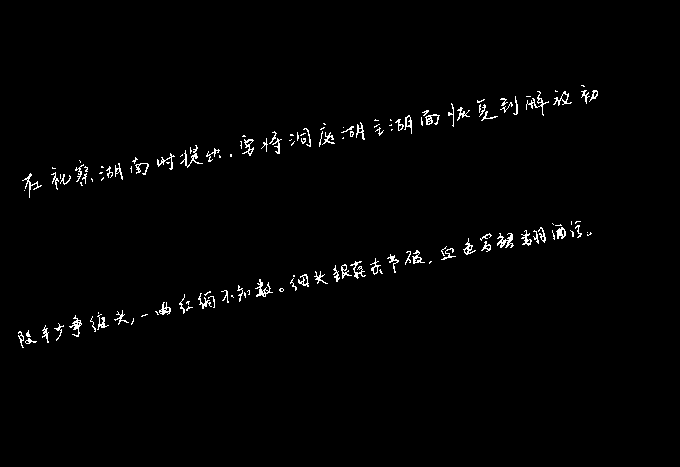 在视察湖南时提出,要将洞庭湖主湖面恢复到解放初
陵年少争缠头,一曲红绡不知数。钿头银蓖击节碎,血色罗裙翻酒污。